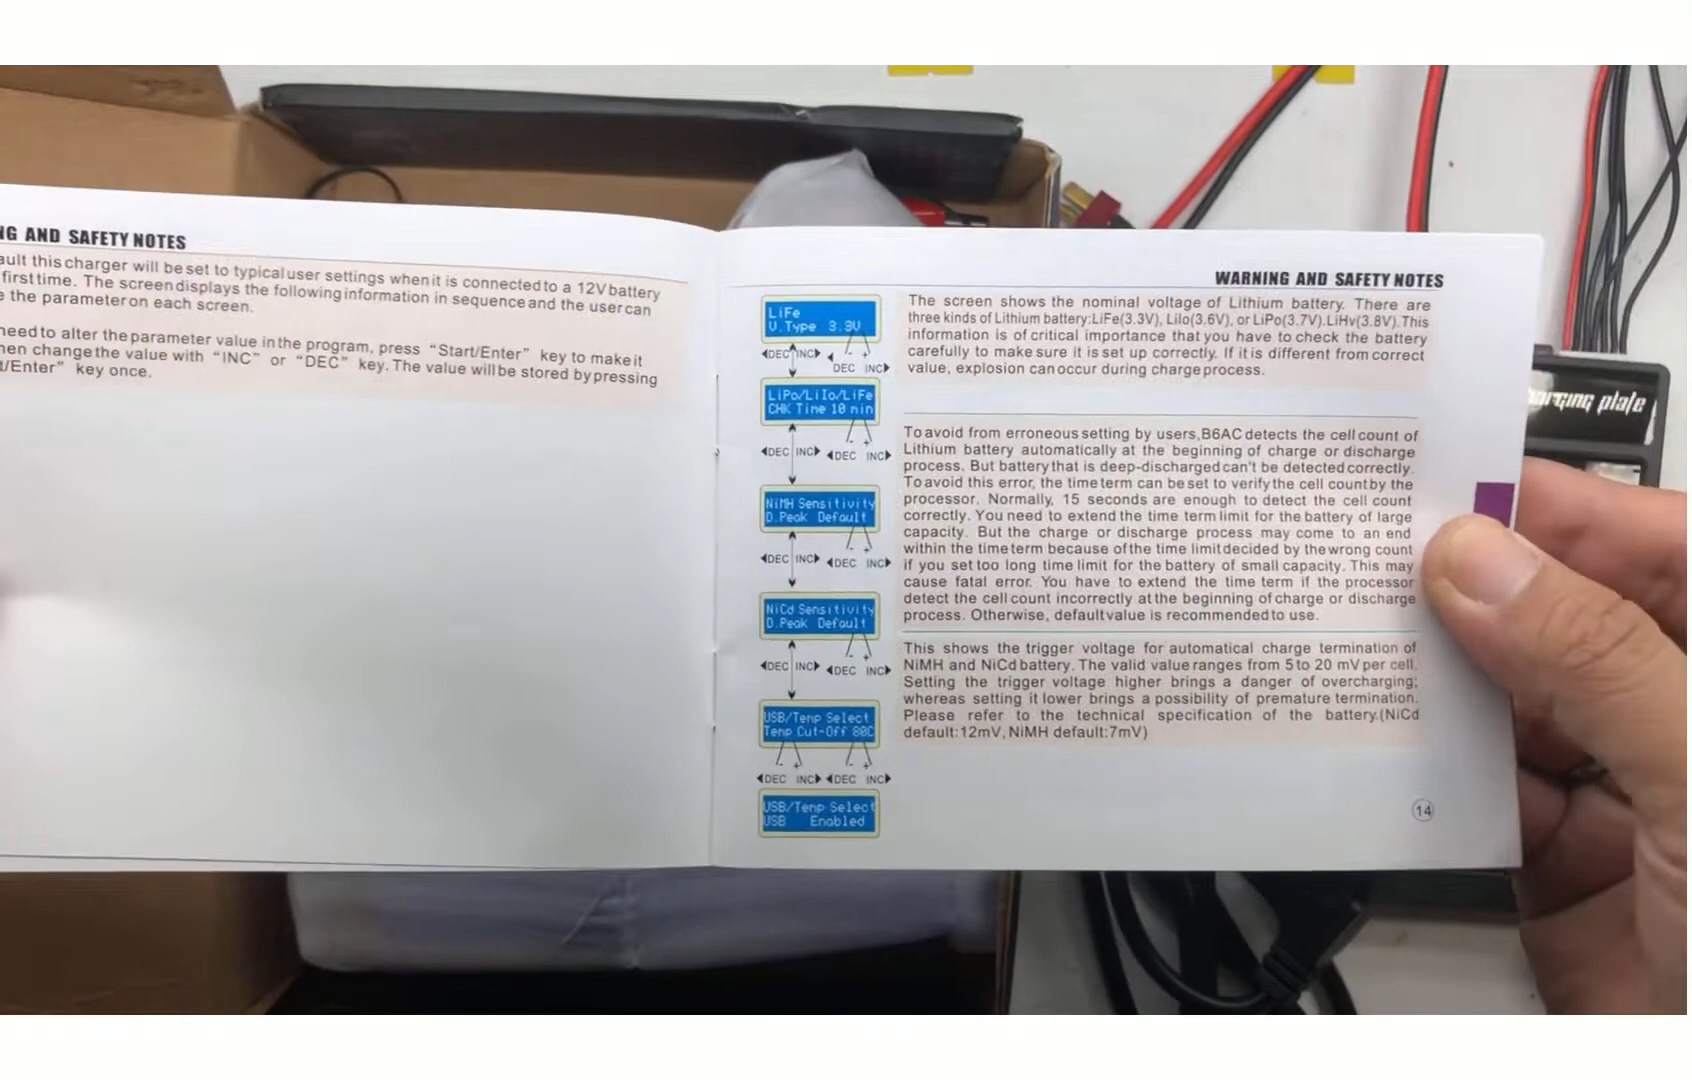 AND SAFETY NOTES
this charger will be set to typical user settings when it is connected to a 12V battery
first time. The screen displays the following information in sequence and the user can
the parameter on each screen.
need to alter the parameter value in the program, press “Start/Enter” key to make it
change the value with “INC” or “DEC” key. The value will be stored by pressing
/Enter” key once.
WARNING AND SAFETY NOTES
LiFe
V.Type 3.3V
DEC INC
DEC INC
The screen shows the nominal voltage of Lithium battery. There are
three kinds of Lithium battery:LiFe(3.3V), LiIo(3.6V), or LiPo(3.7V).LiHv(3.8V).This
information is of critical importance that you have to check the battery
carefully to make sure it is set up correctly. If it is different from correct
value, explosion can occur during charge process.
LiPo/LiIo/LiFe
CHK Time 10 min
DEC INC DEC INC
To avoid from erroneous setting by users,B6AC detects the cell count of
Lithium battery automatically at the beginning of charge or discharge
process. But battery that is deep-discharged can't be detected correctly.
To avoid this error, the time term can be set to verify the cell count by the
processor. Normally, 15 seconds are enough to detect the cell count
correctly. You need to extend the time term limit for the battery of large
capacity. But the charge or discharge process may come to an end
within the time term because of the time limit decided by the wrong count
if you set too long time limit for the battery of small capacity. This may
cause fatal error. You have to extend the time term if the processor
detect the cell count incorrectly at the beginning of charge or discharge
process. Otherwise, default value is recommended to use.
NiMH Sensitivity
D.Peak Default
DEC INC DEC INC
NiCd Sensitivity
D.Peak Default
DEC INC DEC INC
This shows the trigger voltage for automatical charge termination of
NiMH and NiCd battery. The valid value ranges from 5 to 20 mV per cell.
Setting the trigger voltage higher brings a danger of overcharging;
whereas setting it lower brings a possibility of premature termination.
Please refer to the technical specification of the battery.(NiCd
default:12mV, NiMH default:7mV)
USB/Temp Select
Temp Cut-Off 80C
DEC INC DEC INC
USB/Temp Select
USB Enabled
14
plate